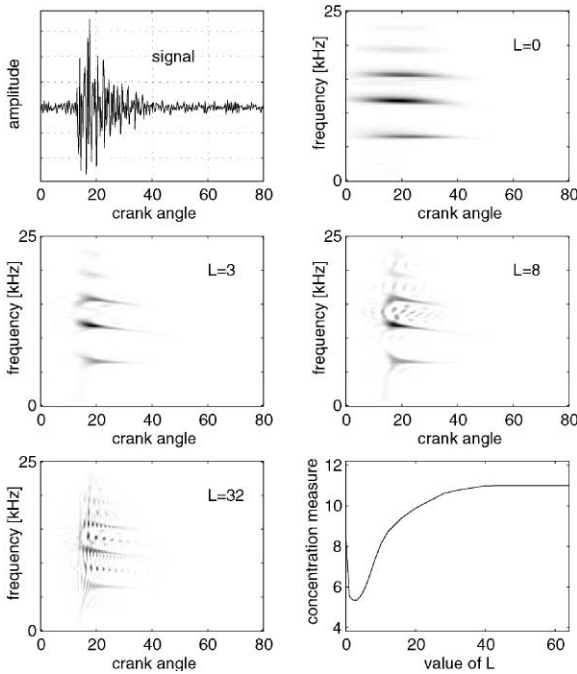 amplitude
signal
0 20 40 60 80
crank angle
25
frequency [kHz]
0
L=0
0 20 40 60 80
crank angle
25
frequency [kHz]
0
L=3
0 20 40 60 80
crank angle
25
frequency [kHz]
0
L=8
0 20 40 60 80
crank angle
25
frequency [kHz]
0
L=32
0 20 40 60 80
crank angle
concentration measure
11
10
8
6
4
0 20 40 60
value of L